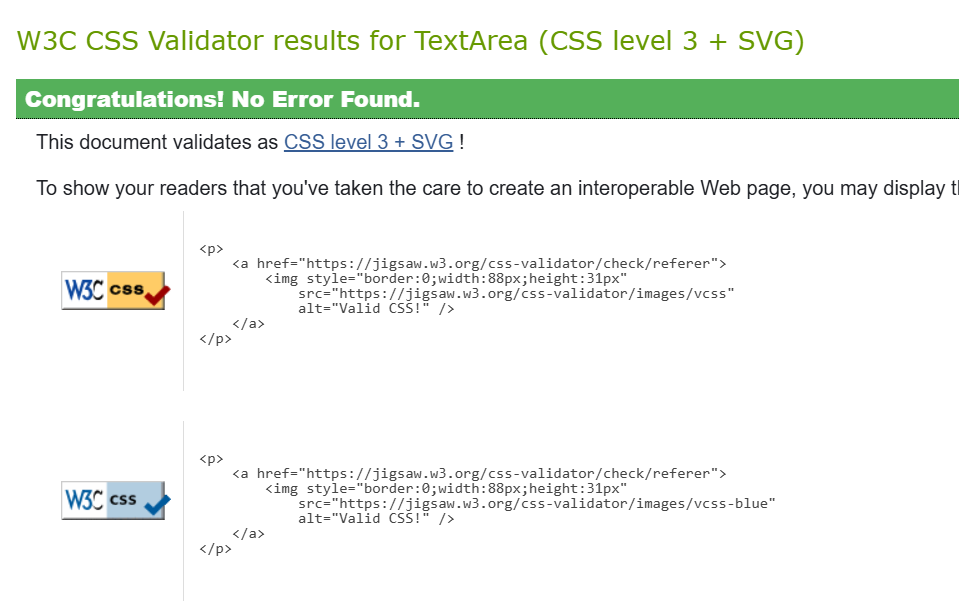 W3C CSS Validator results for TextArea (CSS level 3 + SVG)
Congratulations! No Error Found.
This document validates as CSS level 3 + SVG !
To show your readers that you've taken the care to create an interoperable Web page, you may display
<p>
<a href="https://jigsaw.w3.org/css-validator/check/referer">
<img style="border:0;width:88px;height:31px"
src="https://jigsaw.w3.org/css-validator/images/vcss"
alt="Valid CSS!" />
</a>
</p>
W3C css
<p>
<a href="https://jigsaw.w3.org/css-validator/check/referer">
<img style="border:0;width:88px;height:31px"
src="https://jigsaw.w3.org/css-validator/images/vcss-blue"
alt="Valid CSS!" />
</a>
</p>
W3C css